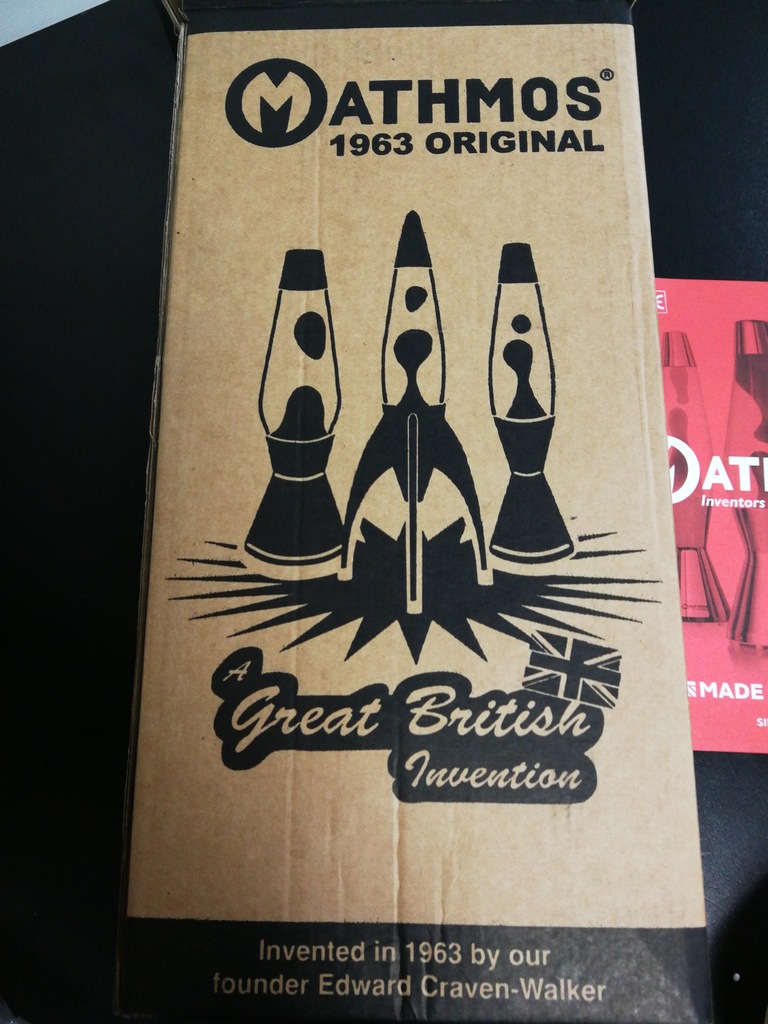 MATHMOS®
1963 ORIGINAL
A
Great British
Invention
Invented in 1963 by our
founder Edward Craven-Walker
Inventors
MADE